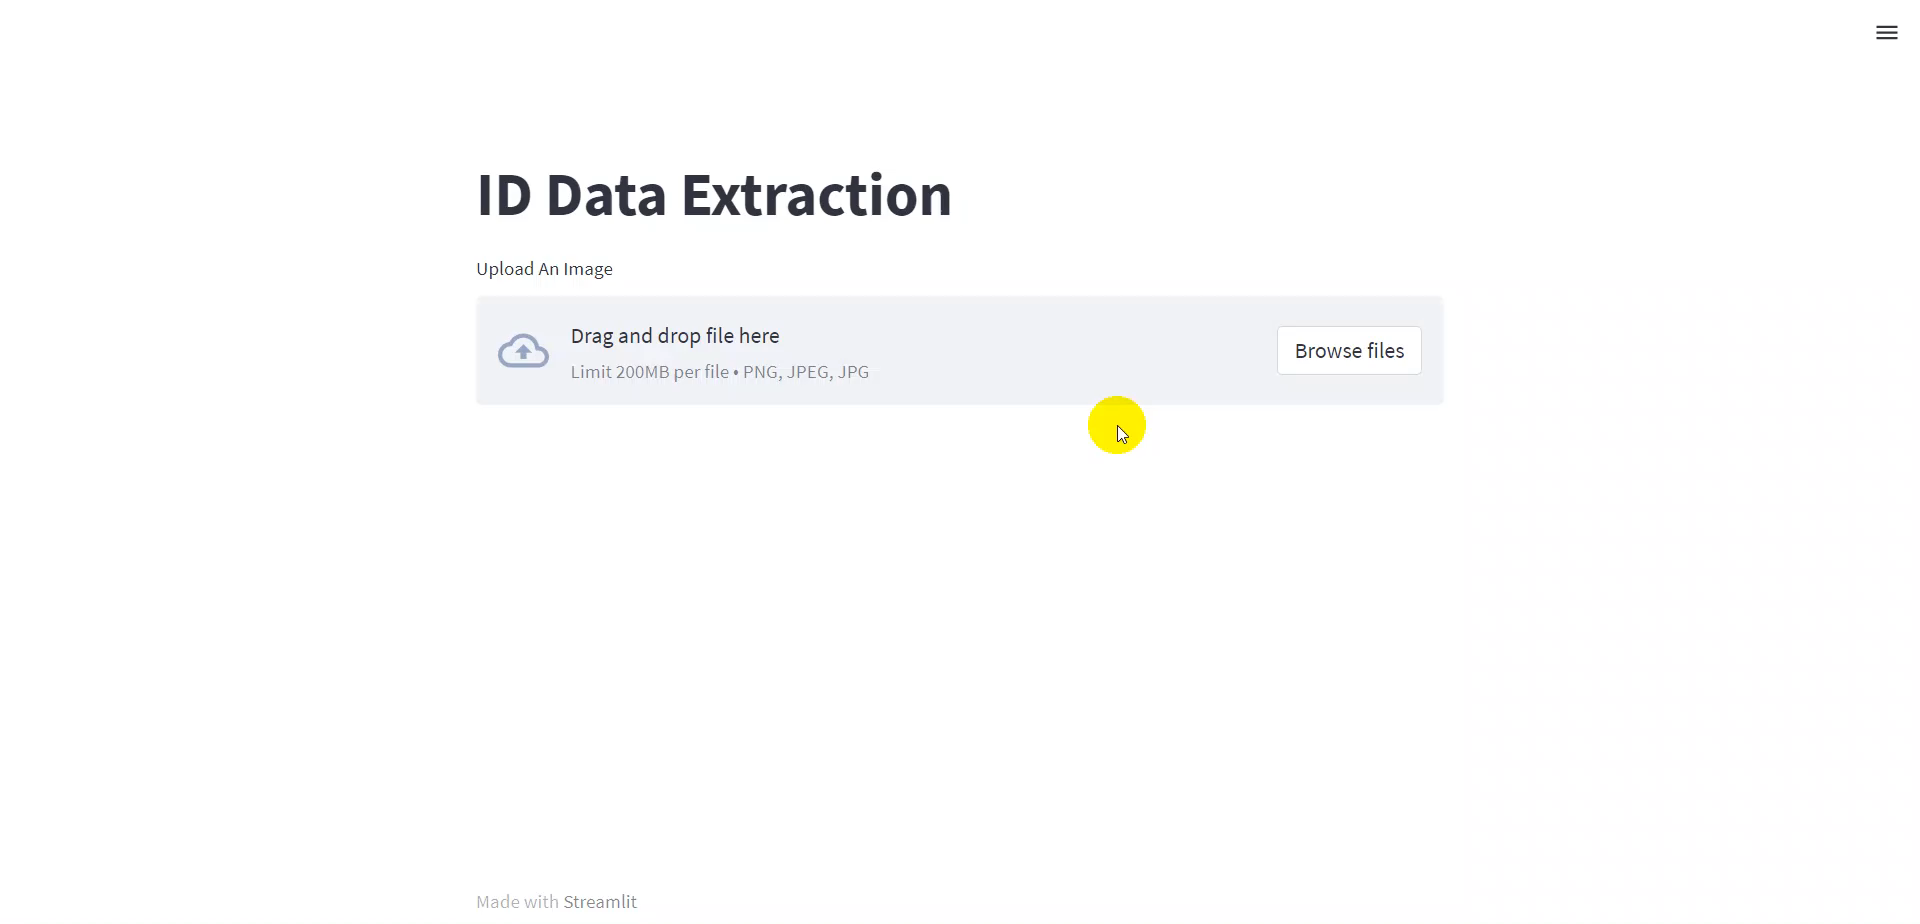 ID Data Extraction
Upload An Image
Drag and drop file here
Limit 200MB per file • PNG, JPEG, JPG
Browse files
Made with Streamlit